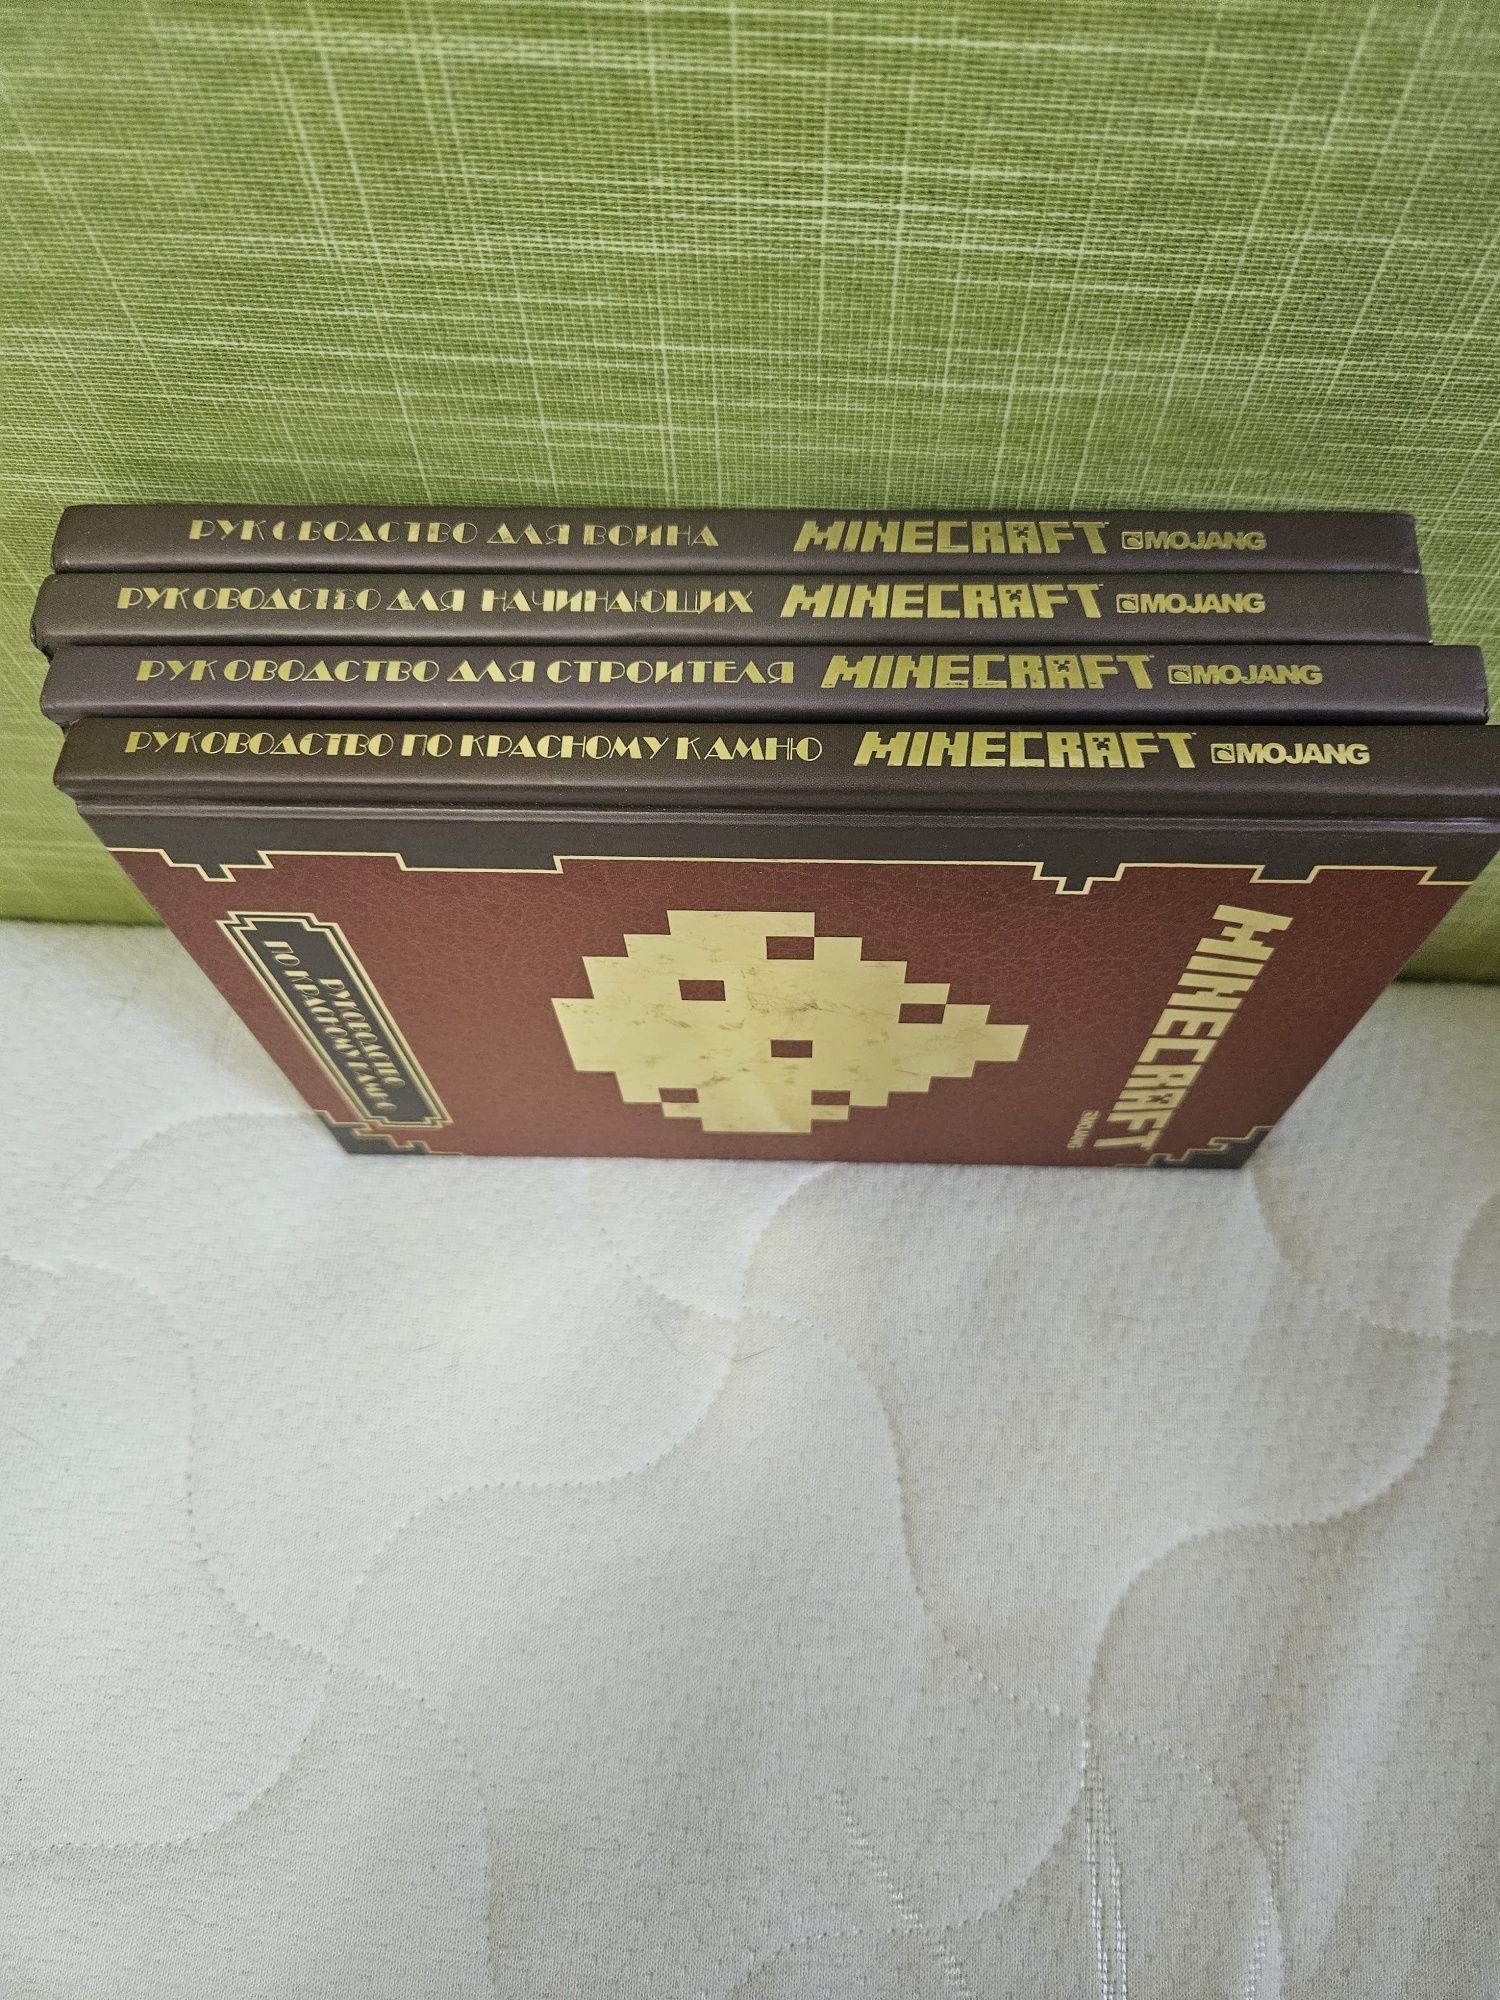 РУКОВОДСТВО ДЛЯ ВОИНА MINECRAFT MOJANG
РУКОВОДСТВО ДЛЯ НАЧИНАЮЩИХ MINECRAFT MOJANG
РУКОВОДСТВО ДЛЯ СТРОИТЕЛЯ MINECRAFT MOJANG
РУКОВОДСТВО ПО КРАСНОМУ КАМНЮ MINECRAFT MOJANG
РУКОВОДСТВО
ПО КРАСНОМУ КАМНЮ
MINECRAFT
MOJANG